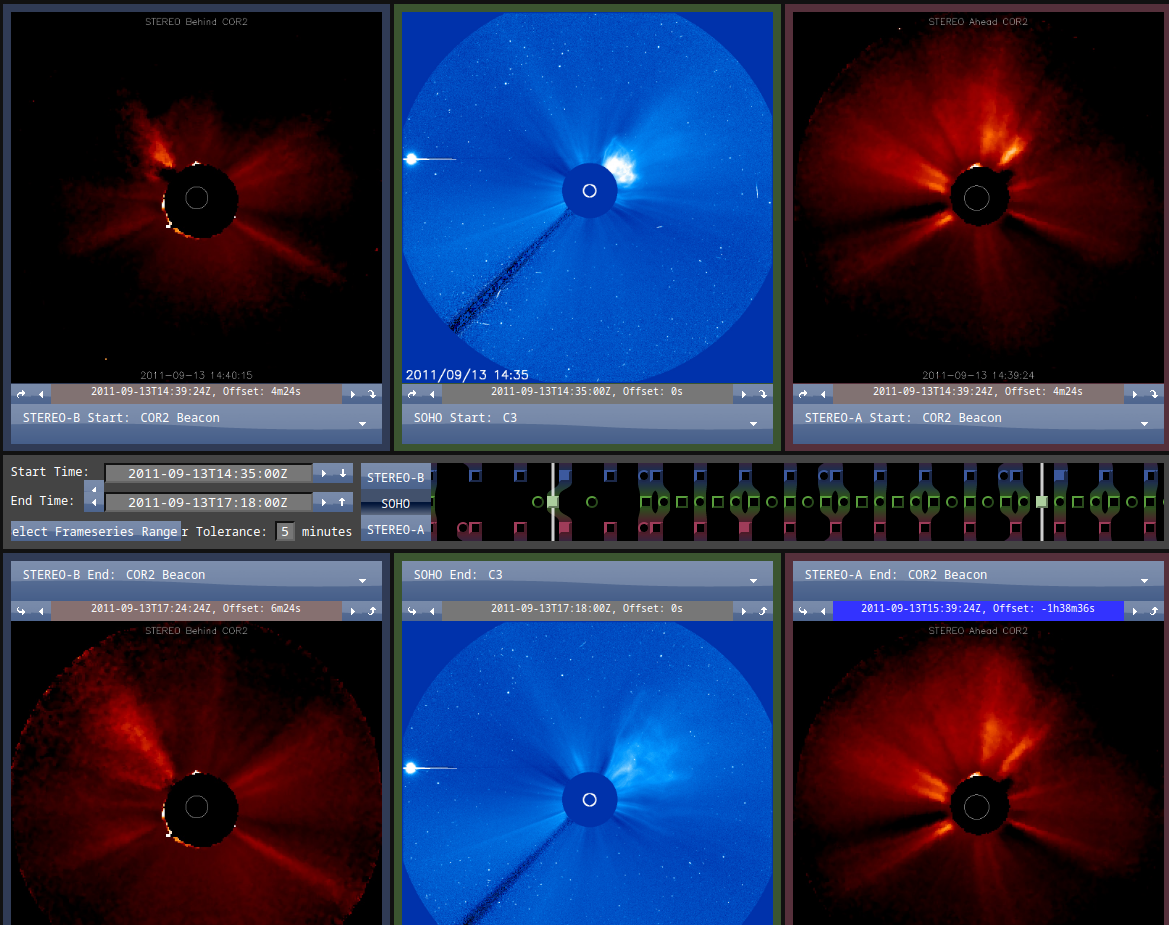 STEREO Behind COR2
STEREO Ahead COR2
2011-09-13 14:40:15
2011/09/13 14:35
2011-09-13 14:39:24
2011-09-13T14:39:24Z, Offset: 4m24s
2011-09-13T14:35:00Z, Offset: 0s
2011-09-13T14:39:24Z, Offset: 4m24s
STEREO-B Start: COR2 Beacon
SOHO Start: C3
STEREO-A Start: COR2 Beacon
Start Time: 2011-09-13T14:35:00Z
End Time: 2011-09-13T17:18:00Z
elect Frameseries Range r Tolerance: 5 minutes
STEREO-B
SOHO
STEREO-A
STEREO-B End: COR2 Beacon
SOHO End: C3
STEREO-A End: COR2 Beacon
2011-09-13T17:24:24Z, Offset: 6m24s
2011-09-13T17:18:00Z, Offset: 0s
2011-09-13T15:39:24Z, Offset: -1h38m36s
STEREO Behind COR2
STEREO Ahead COR2